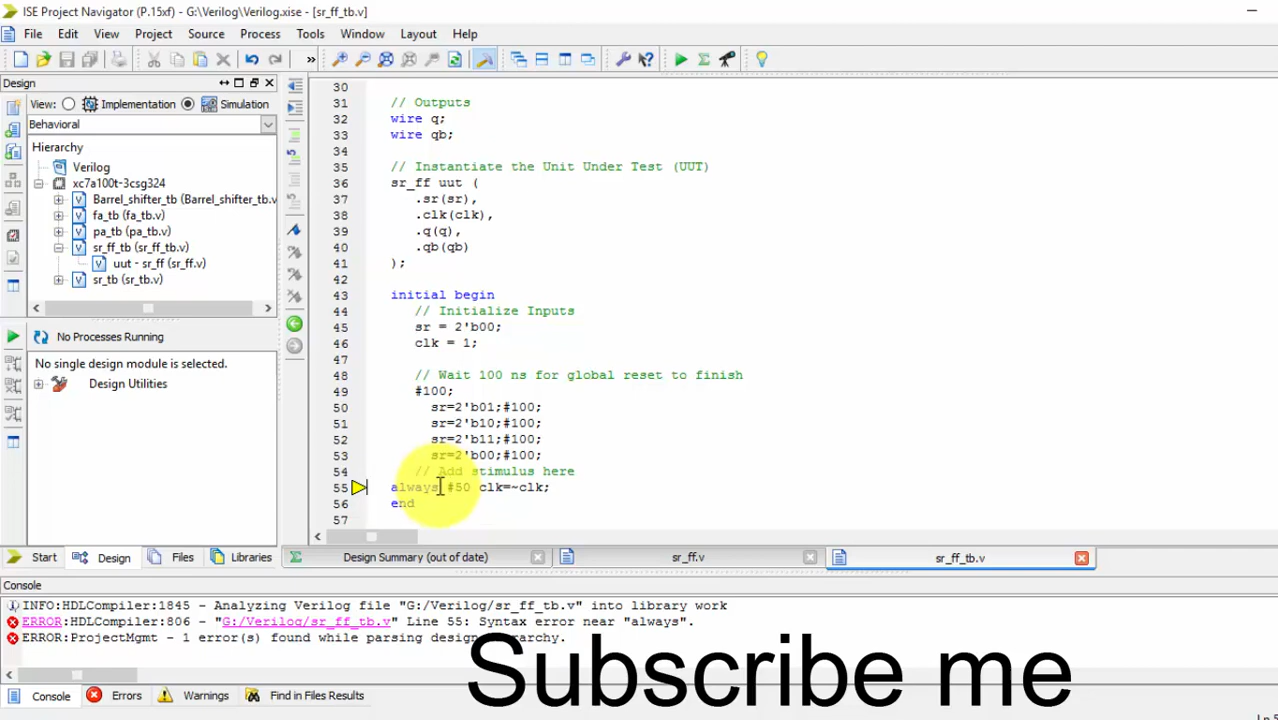 ISE Project Navigator (P.15xf) - G:\Verilog\Verilog.xise - [sr_ff_tb.v]
File Edit View Project Source Process Tools Window Layout Help
Design
View: Implementation Simulation
Behavioral
Hierarchy
Verilog
xc7a100t-3csg324
Barrel_shifter_tb (Barrel_shifter_tb.v
fa_tb (fa_tb.v)
pa_tb (pa_tb.v)
sr_ff_tb (sr_ff_tb.v)
uut - sr_ff (sr_ff.v)
sr_tb (sr_tb.v)
No Processes Running
No single design module is selected.
Design Utilities
30
31 // Outputs
32 wire q;
33 wire qb;
34
35 // Instantiate the Unit Under Test (UUT)
36 sr_ff uut (
37 .sr(sr),
38 .clk(clk),
39 .q(q),
40 .qb(qb)
41 );
42
43 initial begin
44 // Initialize Inputs
45 sr = 2'b00;
46 clk = 1;
47
48 // Wait 100 ns for global reset to finish
49 #100;
50 sr=2'b01;#100;
51 sr=2'b10;#100;
52 sr=2'b11;#100;
53 sr=2'b00;#100;
54 // Add stimulus here
55 always #50 clk=~clk;
56 end
57
Start Design Files Libraries
Design Summary (out of date) sr_ff.v sr_ff_tb.v
Console
INFO:HDLCompiler:1845 - Analyzing Verilog file "G:/Verilog/sr_ff_tb.v" into library work
ERROR:HDLCompiler:806 - "G:/Verilog/sr_ff_tb.v" Line 55: Syntax error near "always".
ERROR:ProjectMgmt - 1 error(s) found while parsing design hierarchy.
Subscribe me
Console Errors Warnings Find in Files Results